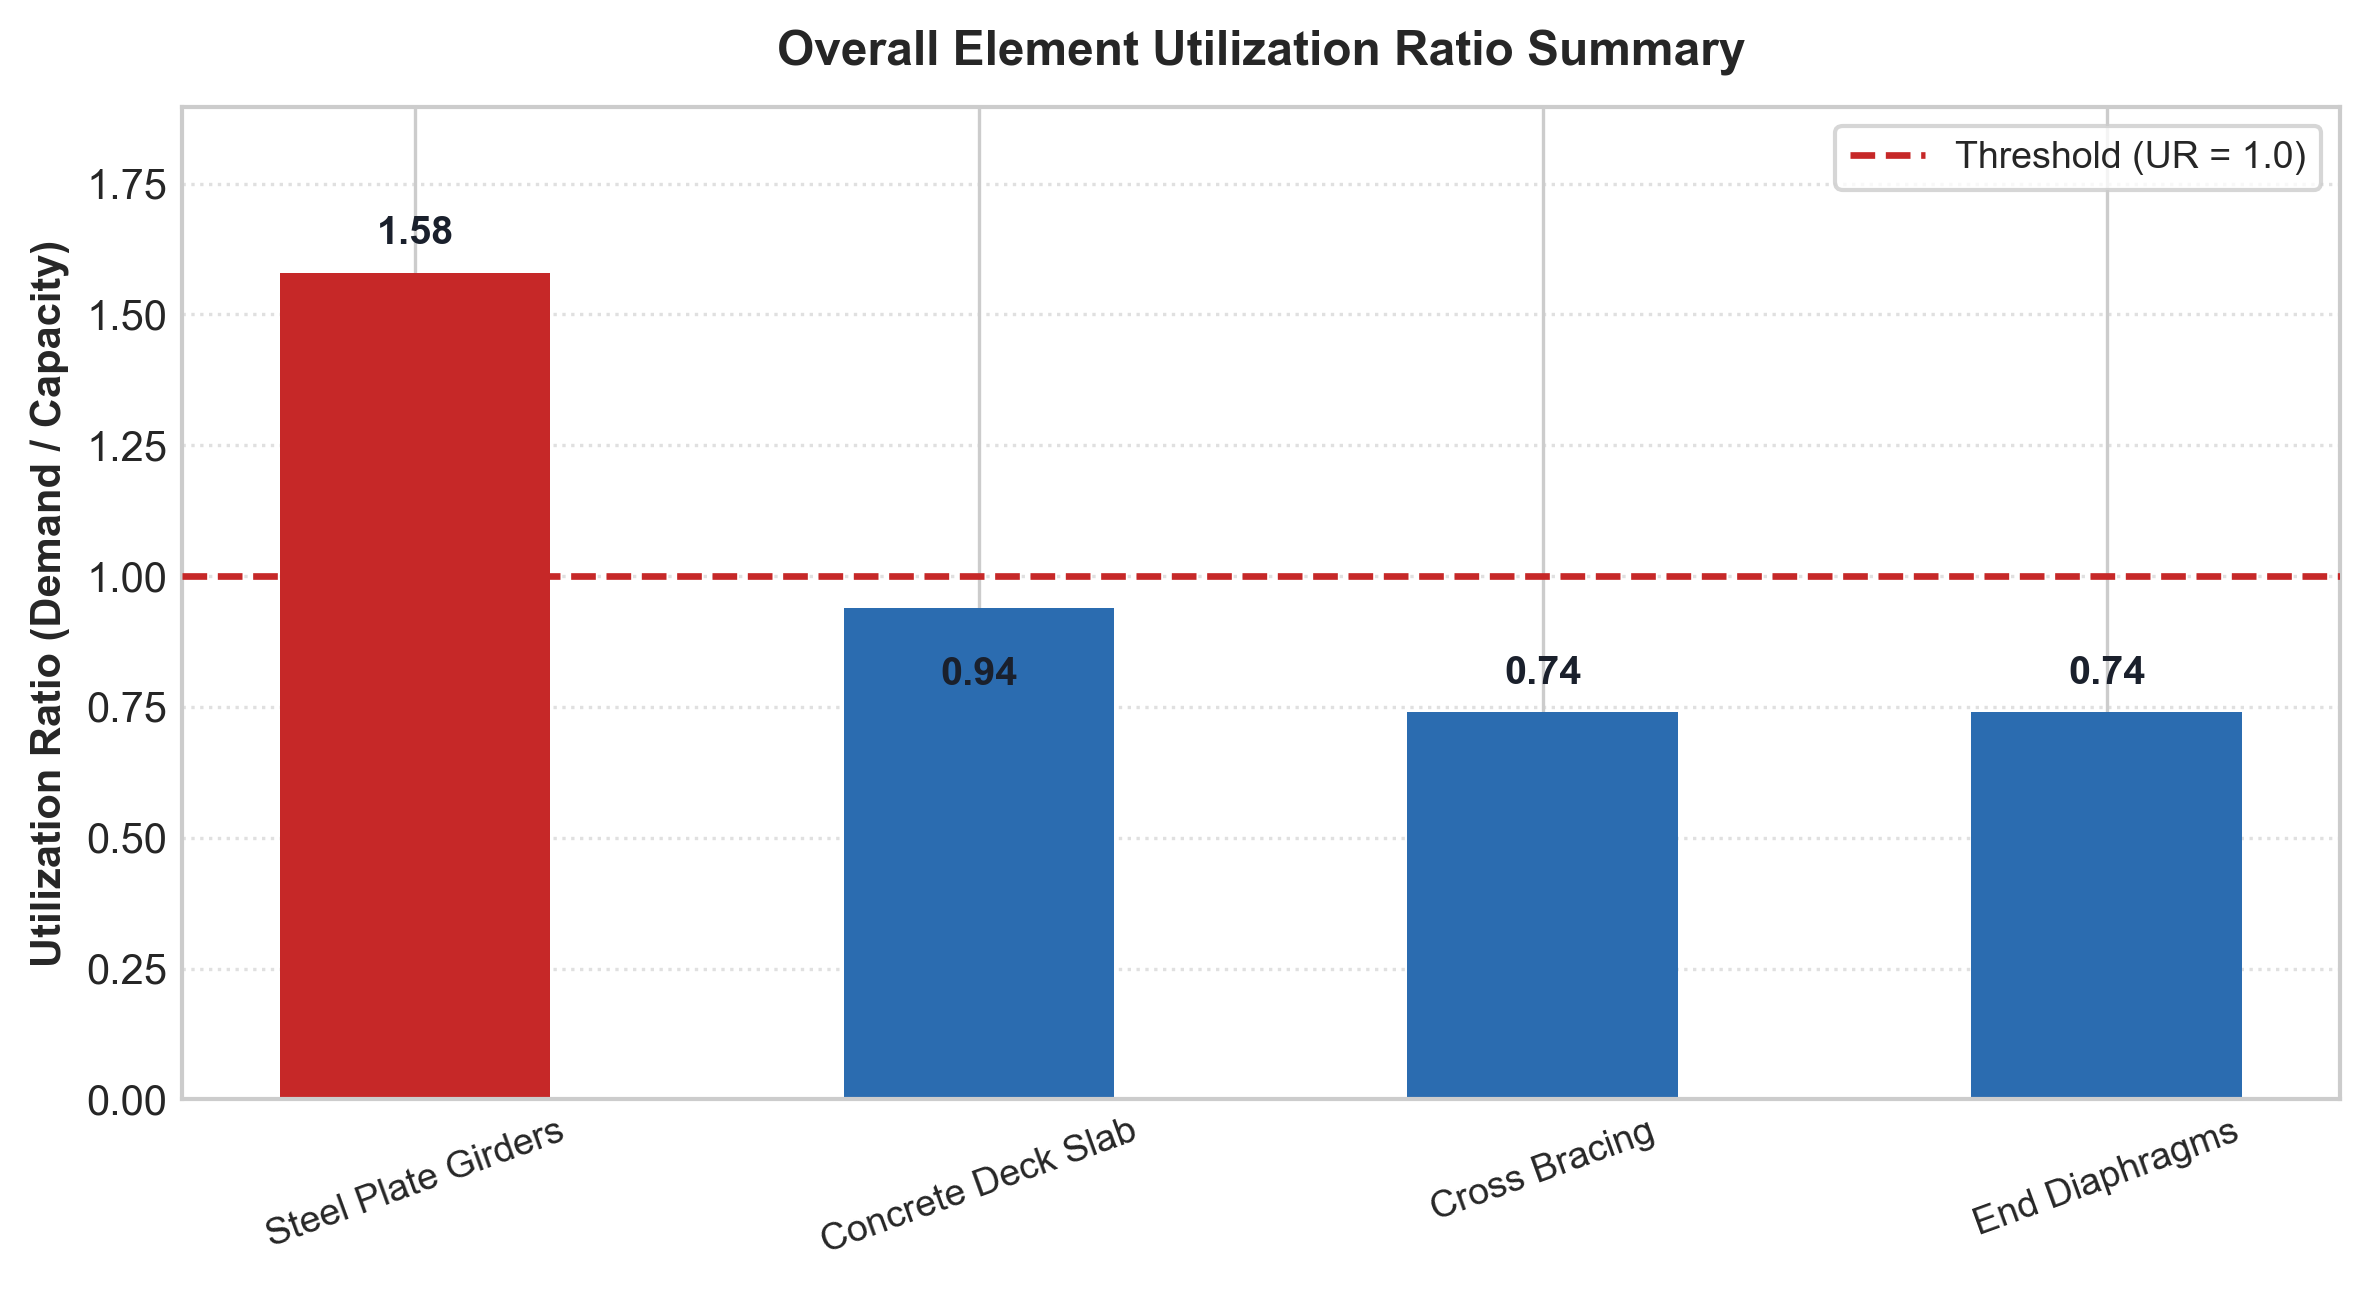 Overall Element Utilization Ratio Summary
Threshold (UR = 1.0)
Utilization Ratio (Demand / Capacity)
1.75
1.50
1.25
1.00
0.75
0.50
0.25
0.00
1.58
0.94
0.74
0.74
Steel Plate Girders
Concrete Deck Slab
Cross Bracing
End Diaphragms